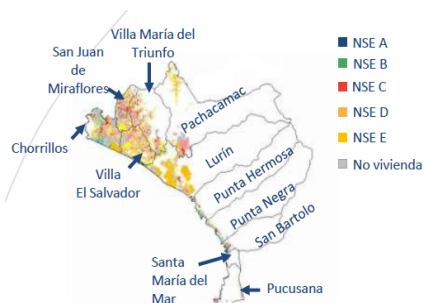 Villa María del
Triunfo
San Juan
de
Miraflores
Chorrillos
Villa
El Salvador
Pachacamac
Lurín
Punta Hermosa
Punta Negra
San Bartolo
Santa
María del
Mar
Pucusana
NSE A
NSE B
NSE C
NSE D
NSE E
No vivienda